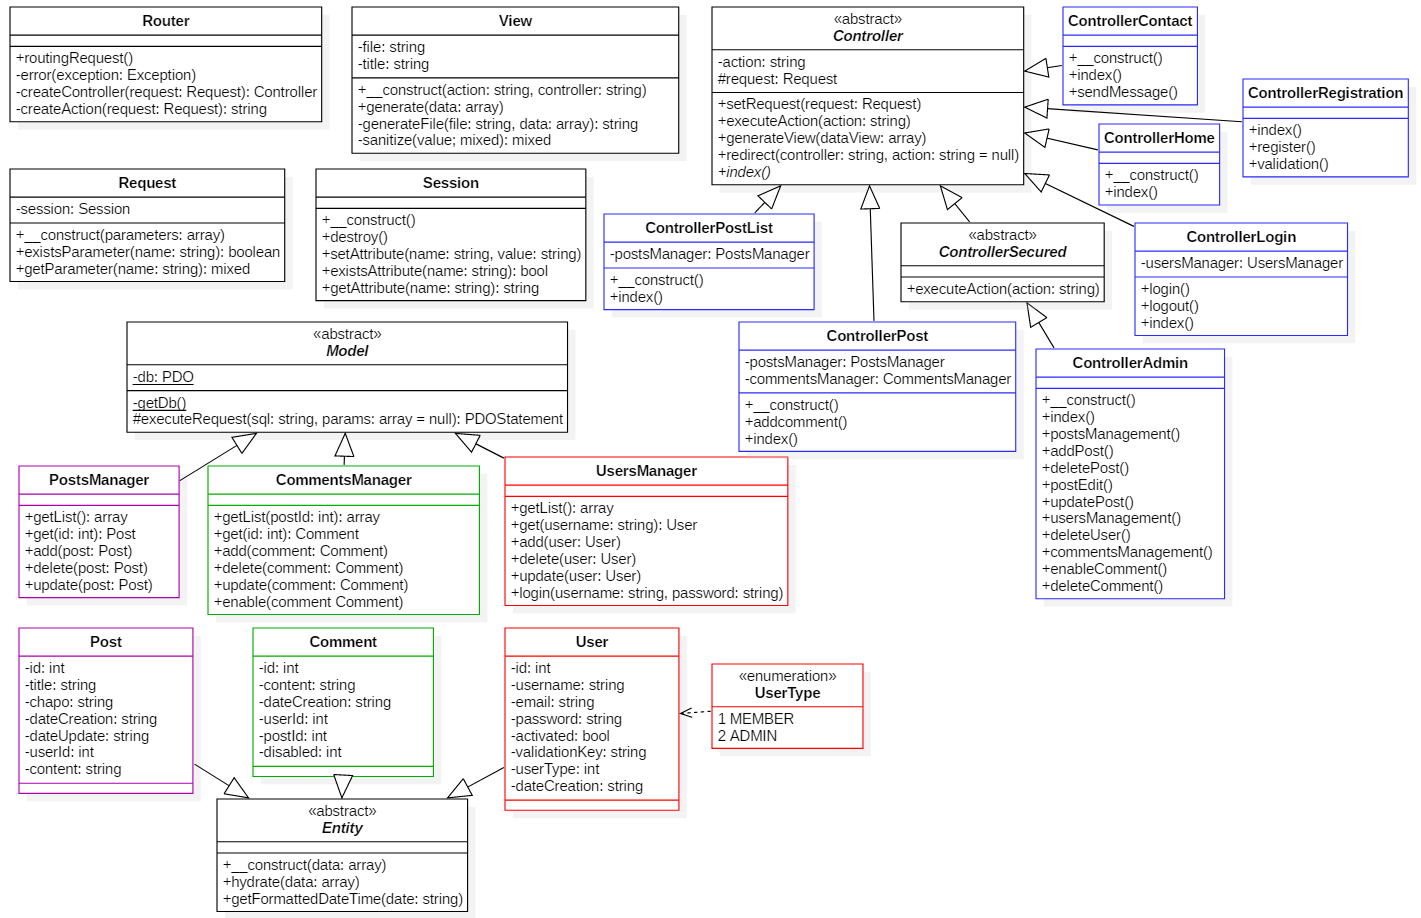 Router
+routingRequest()
-error(exception: Exception)
-createController(request: Request): Controller
-createAction(request: Request): string
View
-file: string
-title: string
+__construct(action: string, controller: string)
+generate(data: array)
-generateFile(file: string, data: array): string
-sanitize(value; mixed): mixed
«abstract»
Controller
-action: string
#request: Request
+setRequest(request: Request)
+executeAction(action: string)
+generateView(dataView: array)
+redirect(controller: string, action: string = null)
+index()
ControllerContact
+__construct()
+index()
+sendMessage()
ControllerRegistration
+index()
+register()
+validation()
ControllerHome
+__construct()
+index()
Request
-session: Session
+__construct(parameters: array)
+existsParameter(name: string): boolean
+getParameter(name: string): mixed
Session
+__construct()
+destroy()
+setAttribute(name: string, value: string)
+existsAttribute(name: string): bool
+getAttribute(name: string): string
ControllerPostList
-postsManager: PostsManager
+__construct()
+index()
«abstract»
ControllerSecured
+executeAction(action: string)
ControllerLogin
-usersManager: UsersManager
+login()
+logout()
+index()
«abstract»
Model
-db: PDO
-getDb()
#executeRequest(sql: string, params: array = null): PDOStatement
ControllerPost
-postsManager: PostsManager
-commentsManager: CommentsManager
+__construct()
+addcomment()
+index()
ControllerAdmin
+__construct()
+index()
+postsManagement()
+addPost()
+deletePost()
+postEdit()
+updatePost()
+usersManagement()
+deleteUser()
+commentsManagement()
+enableComment()
+deleteComment()
PostsManager
+getList(): array
+get(id: int): Post
+add(post: Post)
+delete(post: Post)
+update(post: Post)
CommentsManager
+getList(postId: int): array
+get(id: int): Comment
+add(comment: Comment)
+delete(comment: Comment)
+update(comment: Comment)
+enable(comment Comment)
UsersManager
+getList(): array
+get(username: string): User
+add(user: User)
+delete(user: User)
+update(user: User)
+login(username: string, password: string)
Post
-id: int
-title: string
-chapo: string
-dateCreation: string
-dateUpdate: string
-userId: int
-content: string
Comment
-id: int
-content: string
-dateCreation: string
-userId: int
-postId: int
-disabled: int
User
-id: int
-username: string
-email: string
-password: string
-activated: bool
-validationKey: string
-userType: int
-dateCreation: string
«enumeration»
UserType
1 MEMBER
2 ADMIN
«abstract»
Entity
+__construct(data: array)
+hydrate(data: array)
+getFormattedDateTime(date: string)